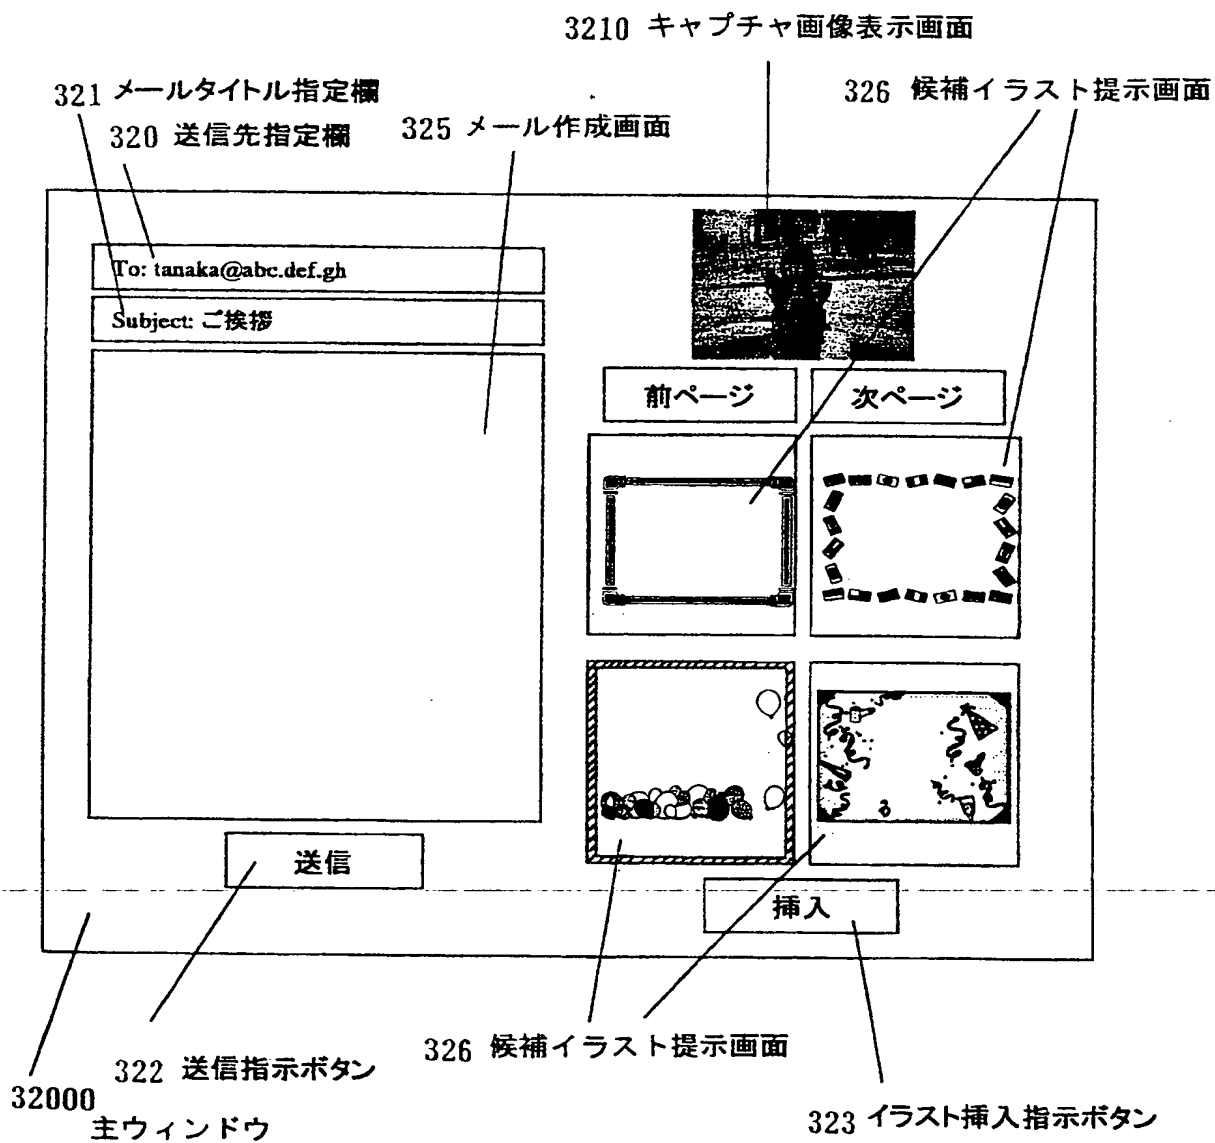 3210 キャプチャ画像表示画面
321 メールタイトル指定欄
326 候補イラスト提示画面
320 送信先指定欄
325 メール作成画面
To: tanaka@abc.def.gh
Subject: ご挨拶
前ページ
次ページ
送信
挿入
326 候補イラスト提示画面
322 送信指示ボタン
32000
主ウィンドウ
323 イラスト挿入指示ボタン